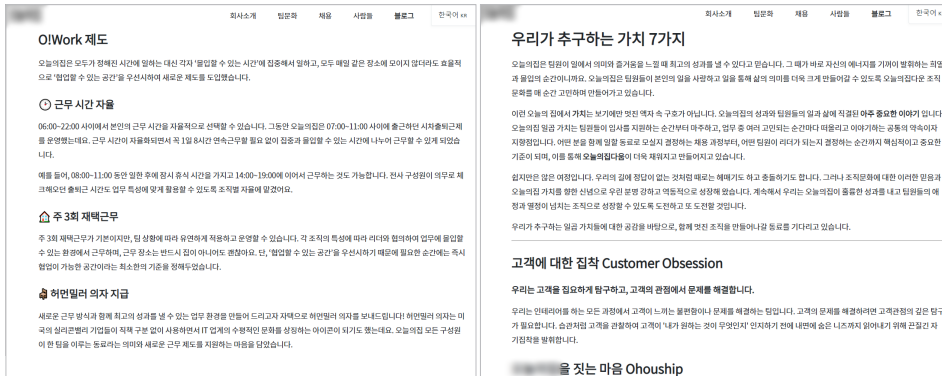 회사소개 팀문화 채용 사람들 블로그 한국어 KR
O!Work 제도
오늘의집은 모두가 정해진 시간에 일하는 대신 각자 '몰입할 수 있는 시간'에 집중해서 일하고, 모두 매일 같은 장소에 모이지 않더라도 효율적
으로 '협업할 수 있는 공간'을 우선시하여 새로운 제도를 도입했습니다.
근무 시간 자율
06:00~22:00 사이에서 본인의 근무 시간을 자율적으로 선택할 수 있습니다. 그동안 오늘의집은 07:00~11:00 사이에 출근하던 시차출퇴근제
를 운영했는데요. 근무 시간이 자율화되면서 꼭 1일 8시간 연속근무할 필요 없이 집중과 몰입할 수 있는 시간에 나누어 근무할 수 있게 되었습
니다.
예를 들어, 08:00~11:00 동안 일한 후에 잠시 휴식 시간을 가지고 14:00~19:00에 이어서 근무하는 것도 가능합니다. 전사 구성원이 의무로 체
크해오던 출퇴근 시간도 업무 특성에 맞게 활용할 수 있도록 조직별 자율에 맡겼어요.
주 3회 재택근무
주 3회 재택근무가 기본이지만, 팀 상황에 따라 유연하게 적용하고 운영할 수 있습니다. 각 조직의 특성에 따라 리더와 협의하여 업무에 몰입할
수 있는 환경에서 근무하며, 근무 장소는 반드시 집이 아니어도 괜찮아요. 단, '협업할 수 있는 공간'을 우선시하기 때문에 필요한 순간에는 즉시
협업이 가능한 공간이라는 최소한의 기준을 정해두었습니다.
허먼밀러 의자 지급
새로운 근무 방식과 함께 최고의 성과를 낼 수 있는 업무 환경을 만들어 드리고자 자택으로 허먼밀러 의자를 보내드립니다! 허먼밀러 의자는 미
국의 실리콘밸리 기업들이 직책 구분 없이 사용하면서 IT 업계의 수평적인 문화를 상징하는 아이콘이 되기도 했는데요. 오늘의집 모든 구성원
이 한 팀을 이루는 동료라는 의미와 새로운 근무 제도를 지원하는 마음을 담았습니다.
회사소개 팀문화 채용 사람들 블로그 한국어
우리가 추구하는 가치 7가지
오늘의집은 팀원이 일에서 의미와 즐거움을 느낄 때 최고의 성과를 낼 수 있다고 믿습니다. 그 때가 바로 자신의 에너지를 기꺼이 발휘하는 희열
과 몰입의 순간이니까요. 오늘의집은 팀원들이 본인의 일을 사랑하고 일을 통해 삶의 의미를 더욱 크게 만들어갈 수 있도록 오늘의집다운 조직
문화를 매 순간 고민하며 만들어가고 있습니다.
이런 오늘의 집에서 가치는 보기에만 멋진 액자 속 구호가 아닙니다. 오늘의집의 성과와 팀원들의 일과 삶에 직결된 아주 중요한 이야기 입니다
오늘의집 일곱 가치는 팀원들이 입사를 지원하는 순간부터 마주하고, 업무 중 여러 고민되는 순간마다 떠올리고 이야기하는 공통의 약속이자
지향점입니다. 어떤 분을 함께 일할 동료로 모실지 결정하는 채용 과정부터, 어떤 팀원이 리더가 되는지 결정하는 순간까지 핵심적이고 중요한
기준이 되며, 이를 통해 오늘의집다움이 더욱 채워지고 만들어지고 있습니다.
쉽지만은 않은 여정입니다. 우리의 길에 정답이 없는 것처럼 때로는 헤매기도 하고 충돌하기도 합니다. 그러나 조직문화에 대한 이러한 믿음과
오늘의집 가치를 향한 신념으로 우린 분명 강하고 역동적으로 성장해 왔습니다. 계속해서 우리는 오늘의집이 훌륭한 성과를 내고 팀원들의 애
정과 열정이 넘치는 조직으로 성장할 수 있도록 도전하고 또 도전할 것입니다.
우리가 추구하는 일곱 가치들에 대한 공감을 바탕으로, 함께 멋진 조직을 만들어나갈 동료를 기다리고 있습니다.
고객에 대한 집착 Customer Obsession
우리는 고객을 집요하게 탐구하고, 고객의 관점에서 문제를 해결합니다.
우리는 인테리어를 하는 모든 과정에서 고객이 느끼는 불편함이나 문제를 해결하는 팀입니다. 고객의 문제를 해결하려면 고객관점의 깊은 탐구
가 필요합니다. 습관처럼 고객을 관찰하여 고객이 '내가 원하는 것이 무엇인지' 인지하기 전에 내면에 숨은 니즈까지 읽어내기 위해 끈질긴 자
기집착을 발휘합니다.
을 짓는 마음 Ohouship